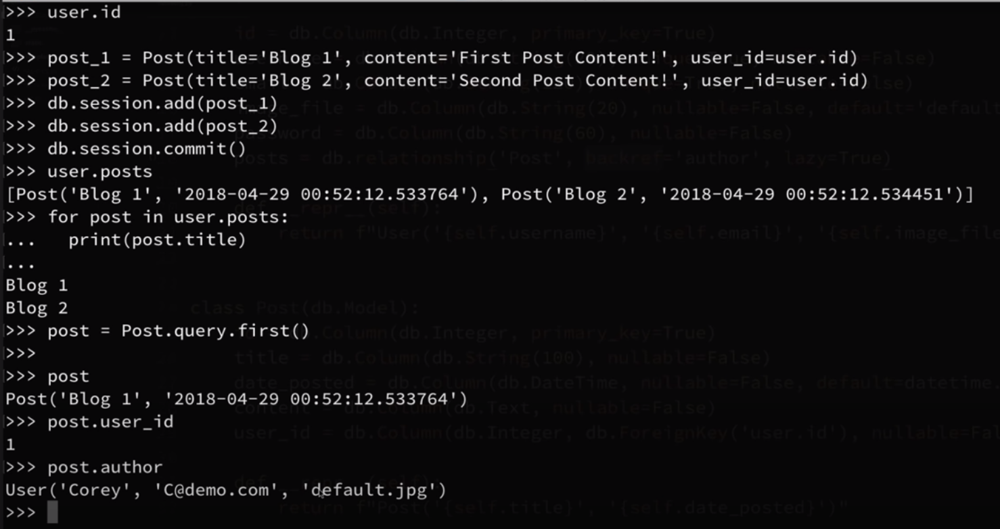 >>> user.id
1
>>> post_1 = Post(title='Blog 1', content='First Post Content!', user_id=user.id)
>>> post_2 = Post(title='Blog 2', content='Second Post Content!', user_id=user.id)
>>> db.session.add(post_1)
>>> db.session.add(post_2)
>>> db.session.commit()
>>> user.posts
[Post('Blog 1', '2018-04-29 00:52:12.533764'), Post('Blog 2', '2018-04-29 00:52:12.534451')]
>>> for post in user.posts:
...   print(post.title)
...
Blog 1
Blog 2
>>> post = Post.query.first()
>>>
>>> post
Post('Blog 1', '2018-04-29 00:52:12.533764')
>>> post.user_id
1
>>> post.author
User('Corey', 'C@demo.com', 'default.jpg')
>>>